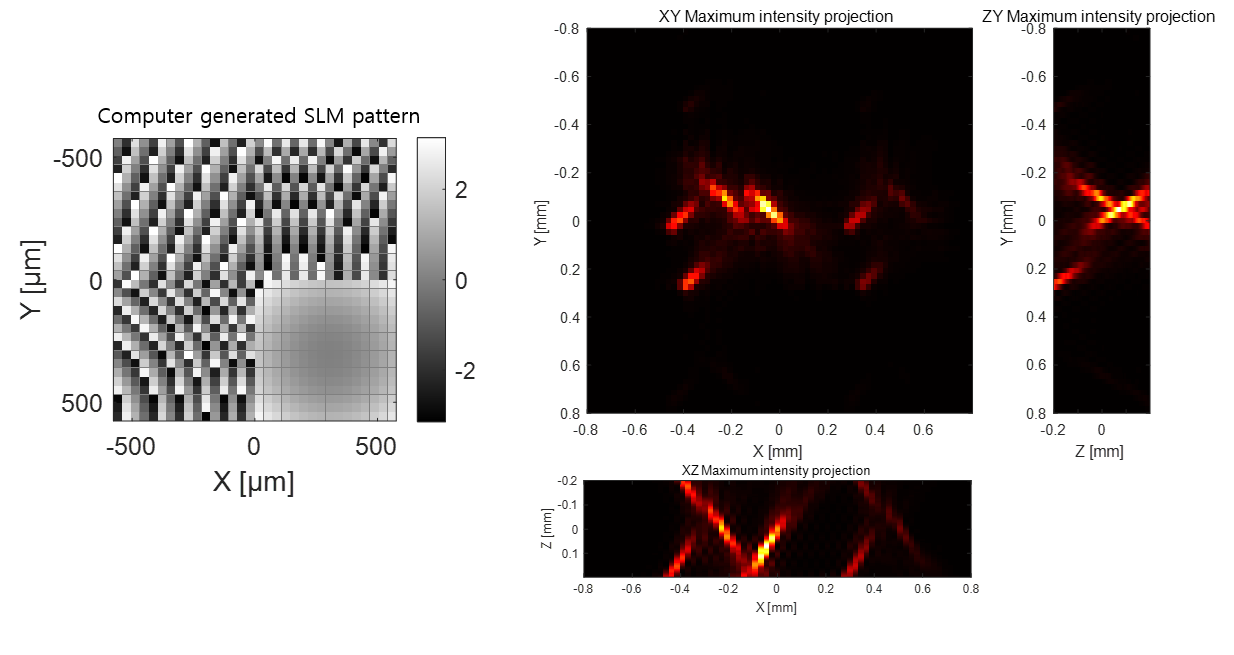 Computer generated SLM pattern
-500
0
500
Y [µm]
-500 0 500
X [µm]
2
0
-2
XY Maximum intensity projection
-0.8
-0.6
-0.4
-0.2
0
0.2
0.4
0.6
0.8
Y [mm]
-0.8 -0.6 -0.4 -0.2 0 0.2 0.4 0.6
X [mm]
ZY Maximum intensity projection
-0.8
-0.6
-0.4
-0.2
0
0.2
0.4
0.6
0.8
Y [mm]
-0.2 0
Z [mm]
XZ Maximum intensity projection
-0.2
-0.1
0
0.1
Z [mm]
-0.8 -0.6 -0.4 -0.2 0 0.2 0.4 0.6 0.8
X [mm]